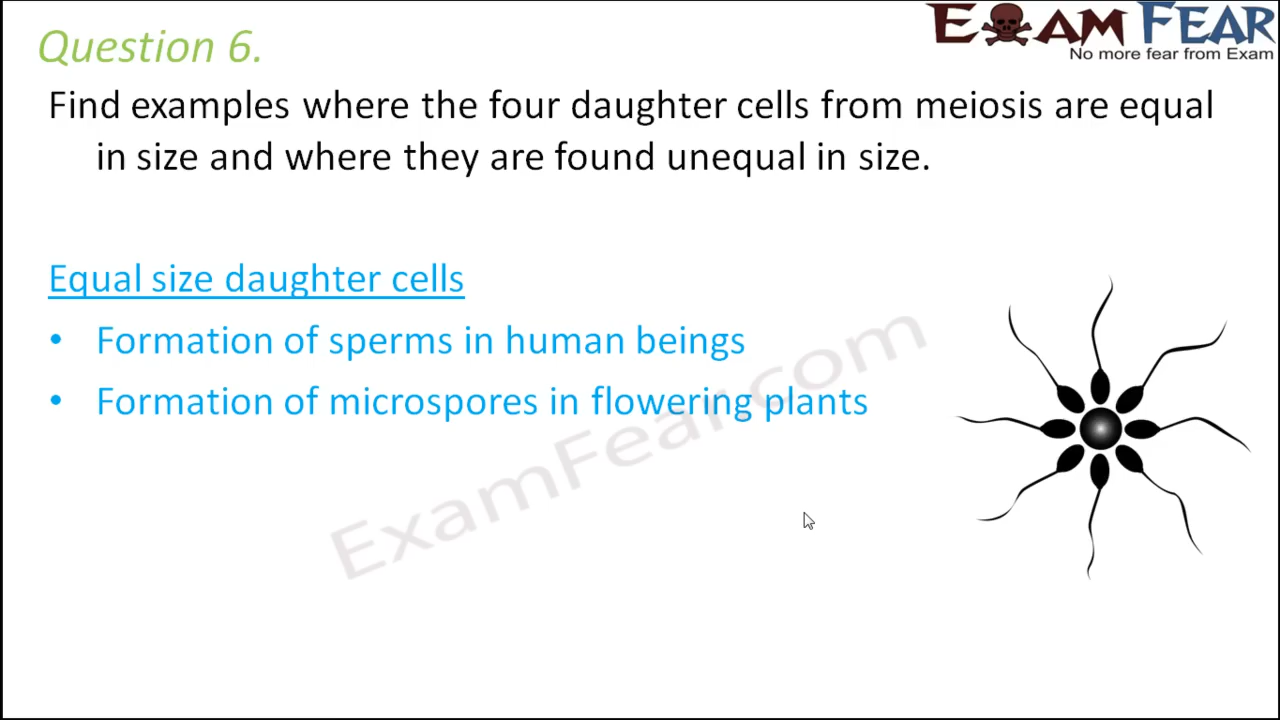 Question 6.
EXAM FEAR
No more fear from Exam
Find examples where the four daughter cells from meiosis are equal
in size and where they are found unequal in size.
Equal size daughter cells
• Formation of sperms in human beings
• Formation of microspores in flowering plants
ExamFear.com